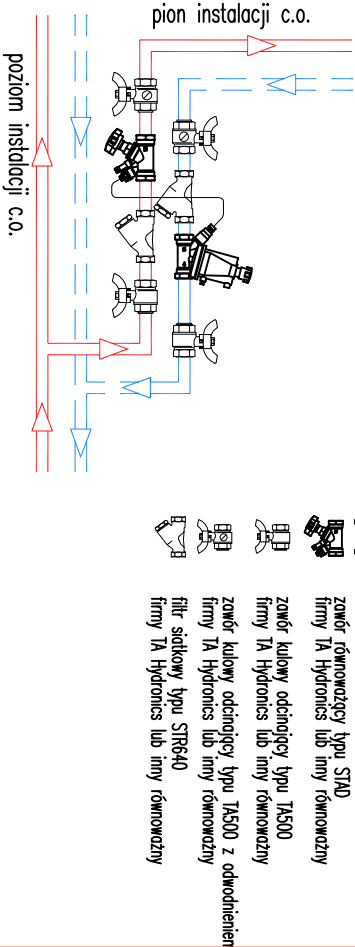 pion instalacji c.o.
poziom instalacji c.o.
zawór równoważący typu STAD
firmy TA Hydronics lub inny równoważny
zawór kulowy odcinający typu TA500
firmy TA Hydronics lub inny równoważny
zawór kulowy odcinający typu TA500 z odwodnieniem
firmy TA Hydronics lub inny równoważny
filtr siatkowy typu STR640
firmy TA Hydronics lub inny równoważny